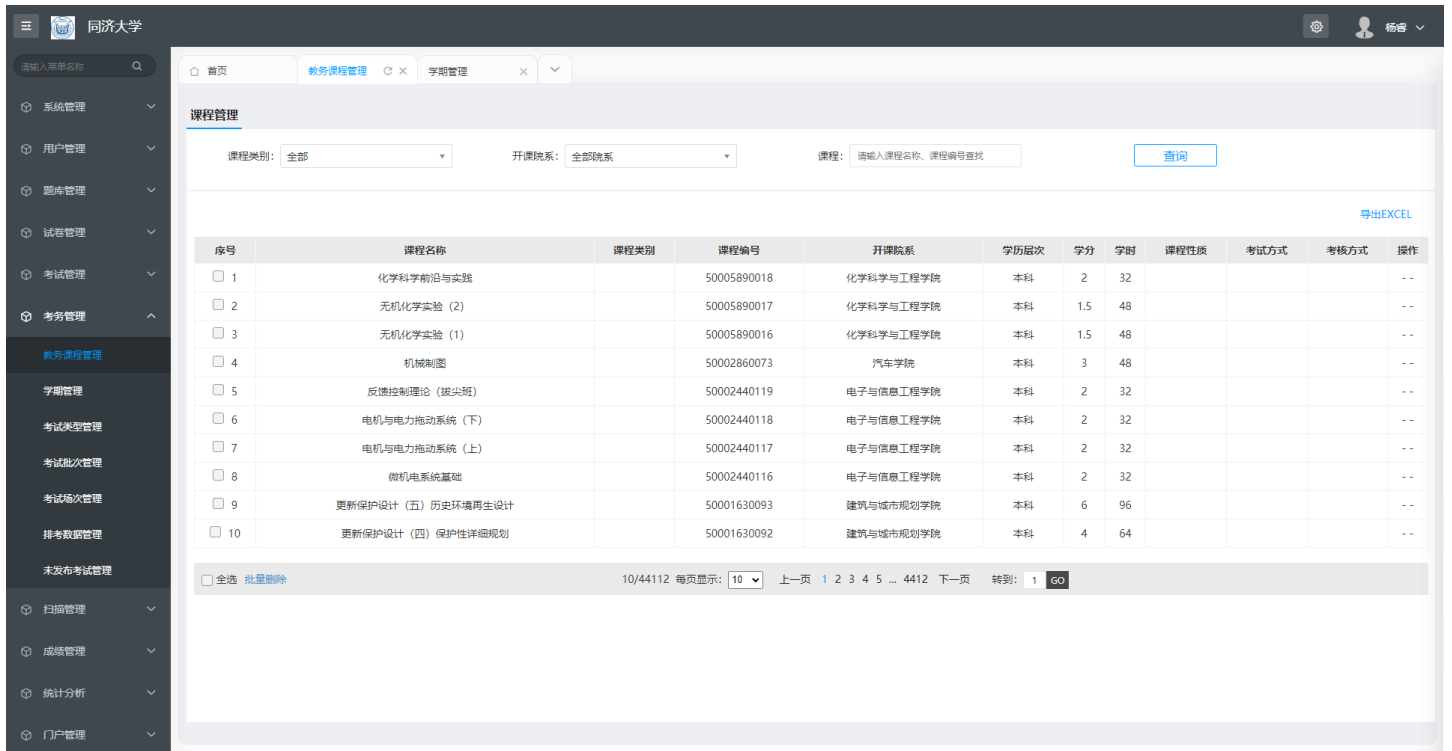 同济大学
杨睿
请输入菜单名称
首页
教务课程管理
学期管理
系统管理
用户管理
题库管理
试卷管理
考试管理
考务管理
教务课程管理
学期管理
考试类型管理
考试批次管理
考试场次管理
排考数据管理
未发布考试管理
扫描管理
成绩管理
统计分析
门户管理
课程管理
课程类别: 全部 开课院系: 全部院系 课程: 请输入课程名称、课程编号查找 查询
导出EXCEL
序号 课程名称 课程类别 课程编号 开课院系 学历层次 学分 学时 课程性质 考试方式 考核方式 操作
1 化学科学前沿与实践 50005890018 化学科学与工程学院 本科 2 32 - -
2 无机化学实验（2） 50005890017 化学科学与工程学院 本科 1.5 48 - -
3 无机化学实验（1） 50005890016 化学科学与工程学院 本科 1.5 48 - -
4 机械制图 50002860073 汽车学院 本科 3 48 - -
5 反馈控制理论（拔尖班） 50002440119 电子与信息工程学院 本科 2 32 - -
6 电机与电力拖动系统（下） 50002440118 电子与信息工程学院 本科 2 32 - -
7 电机与电力拖动系统（上） 50002440117 电子与信息工程学院 本科 2 32 - -
8 微机电系统基础 50002440116 电子与信息工程学院 本科 2 32 - -
9 更新保护设计（五）历史环境再生设计 50001630093 建筑与城市规划学院 本科 6 96 - -
10 更新保护设计（四）保护性详细规划 50001630092 建筑与城市规划学院 本科 4 64 - -
全选 批量删除 10/44112 每页显示: 10 上一页 1 2 3 4 5 ... 4412 下一页 转到: 1 GO